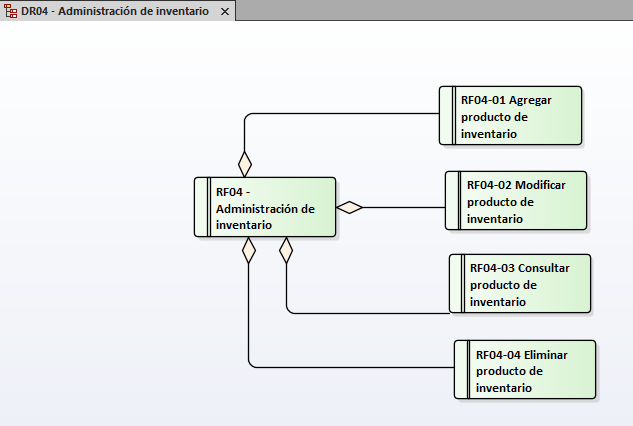 DR04 - Administración de inventario
RF04-01 Agregar
producto de
inventario
RF04 -
Administración de
inventario
RF04-02 Modificar
producto de
inventario
RF04-03 Consultar
producto de
inventario
RF04-04 Eliminar
producto de
inventario